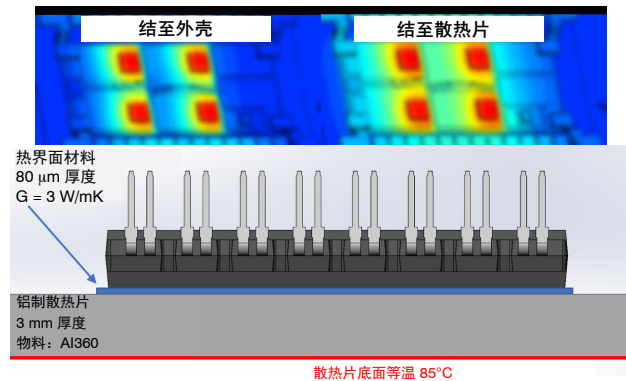 结至外壳
结至散热片
热界面材料
80 μm 厚度
G = 3 W/mK
铝制散热片
3 mm 厚度
物料：Al360
散热片底面等温 85°C